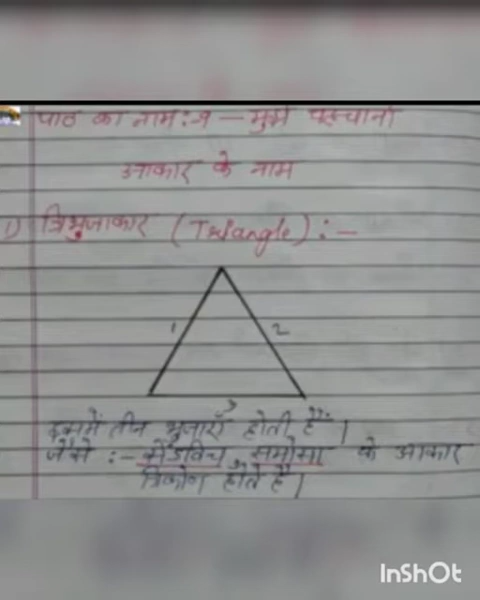 पाठ का नाम:-9 - मुझे पहचानो
आकार के नाम
1) त्रिभुजाकार (Triangle) :-
1 2
3
इसमें तीन भुजाएँ होती हैं।
जैसे :- सेंडविच, समोसा के आकार
त्रिकोण होते हैं।
InShOt